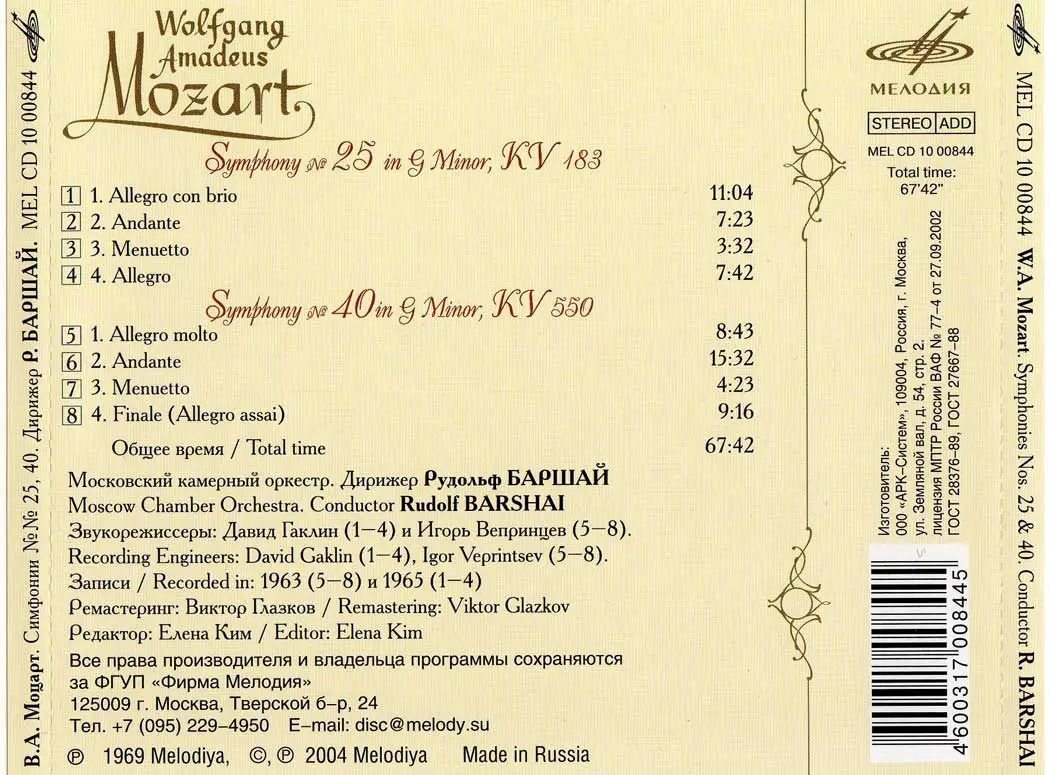 Wolfgang
Amadeus
Mozart
Symphony № 25 in G Minor, KV 183
1 1. Allegro con brio 11:04
2 2. Andante 7:23
3 3. Menuetto 3:32
4 4. Allegro 7:42
Symphony № 40 in G Minor, KV 550
5 1. Allegro molto 8:43
6 2. Andante 15:32
7 3. Menuetto 4:23
8 4. Finale (Allegro assai) 9:16
Общее время / Total time 67:42
Московский камерный оркестр. Дирижер Рудольф БАРШАЙ
Moscow Chamber Orchestra. Conductor Rudolf BARSHAI
Звукорежиссеры: Давид Гаклин (1–4) и Игорь Вепринцев (5–8).
Recording Engineers: David Gaklin (1–4), Igor Veprintsev (5–8).
Записи / Recorded in: 1963 (5–8) и 1965 (1–4)
Ремастеринг: Виктор Глазков / Remastering: Viktor Glazkov
Редактор: Елена Ким / Editor: Elena Kim
Все права производителя и владельца программы сохраняются
за ФГУП «Фирма Мелодия»
125009 г. Москва, Тверской б–р, 24
Тел. +7 (095) 229–4950 E–mail: disc@melody.su
℗ 1969 Melodiya, ©, ℗ 2004 Melodiya Made in Russia
МЕЛОДИЯ
STEREO ADD
MEL CD 10 00844
Total time:
67'42"
Изготовитель:
ООО «АРК–Систем», 109004, Россия, г. Москва,
ул. Земляной вал, д. 54, стр. 2.
лицензия МПТР России ВАФ № 77–4 от 27.09.2002
ГОСТ 28376–89, ГОСТ 27667–88
4600317008445
В.А. Моцарт. Симфонии №№ 25, 40. Дирижер Р. БАРШАЙ. MEL CD 10 00844
MEL CD 10 00844 W.A. Mozart. Symphonies Nos. 25 & 40. Conductor R. BARSHAI